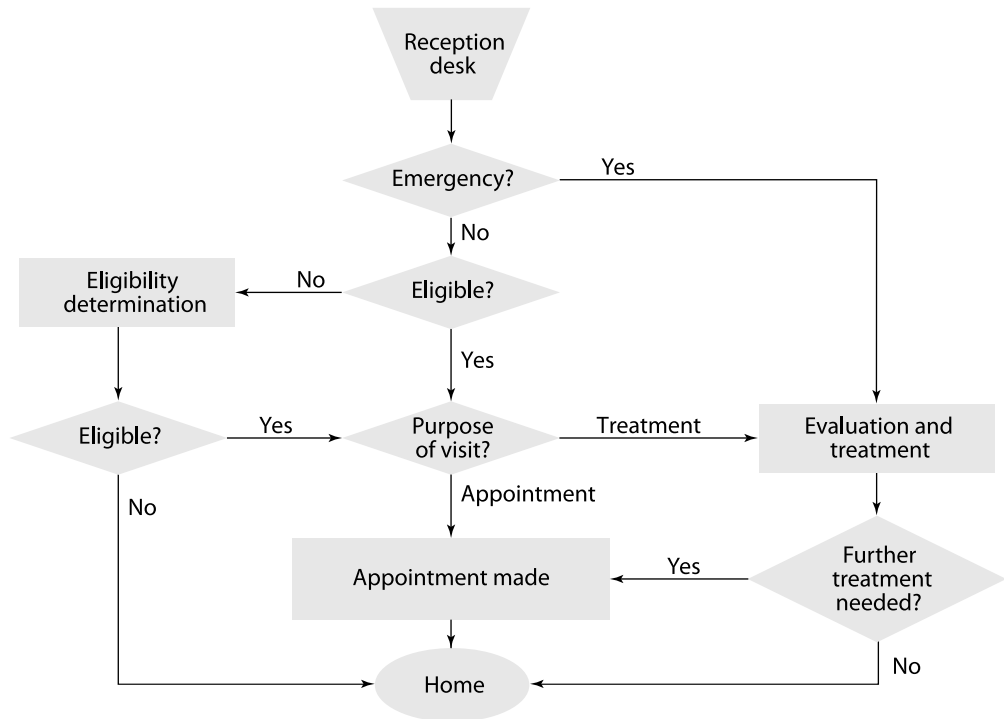 Reception
desk
Emergency?
Yes
No
Eligibility
determination
No
Eligible?
Yes
Eligible?
Yes
Purpose
of visit?
Treatment
Evaluation and
treatment
No
Appointment
Appointment made
Yes
Further
treatment
needed?
Home
No